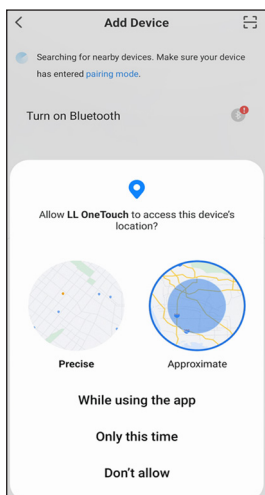 Add Device
Searching for nearby devices. Make sure your device
has entered pairing mode.
Turn on Bluetooth
1
Allow LL OneTouch to access this device's
location?
Precise
Approximate
While using the app
Only this time
Don't allow